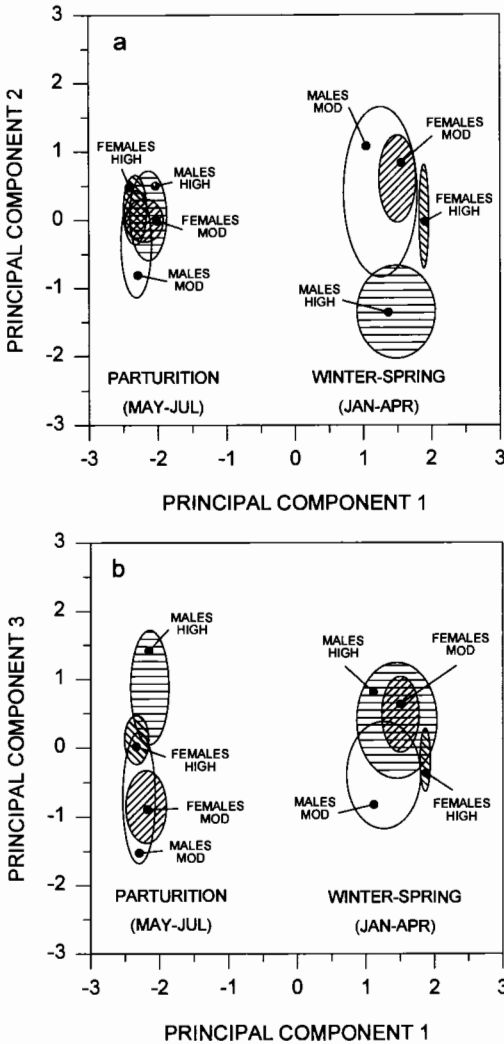 a
3
2
1
0
-1
-2
-3
PRINCIPAL COMPONENT 2
MALES
MOD
FEMALES
MOD
FEMALES
HIGH
MALES
HIGH
FEMALES
MOD
FEMALES
HIGH
MALES
MOD
MALES
HIGH
PARTURITION
(MAY-JUL)
WINTER-SPRING
(JAN-APR)
-3 -2 -1 0 1 2 3
PRINCIPAL COMPONENT 1
b
3
2
1
0
-1
-2
-3
PRINCIPAL COMPONENT 3
MALES
HIGH
MALES
HIGH
FEMALES
MOD
FEMALES
HIGH
FEMALES
MOD
MALES
MOD
MALES
MOD
FEMALES
HIGH
PARTURITION
(MAY-JUL)
WINTER-SPRING
(JAN-APR)
-3 -2 -1 0 1 2 3
PRINCIPAL COMPONENT 1